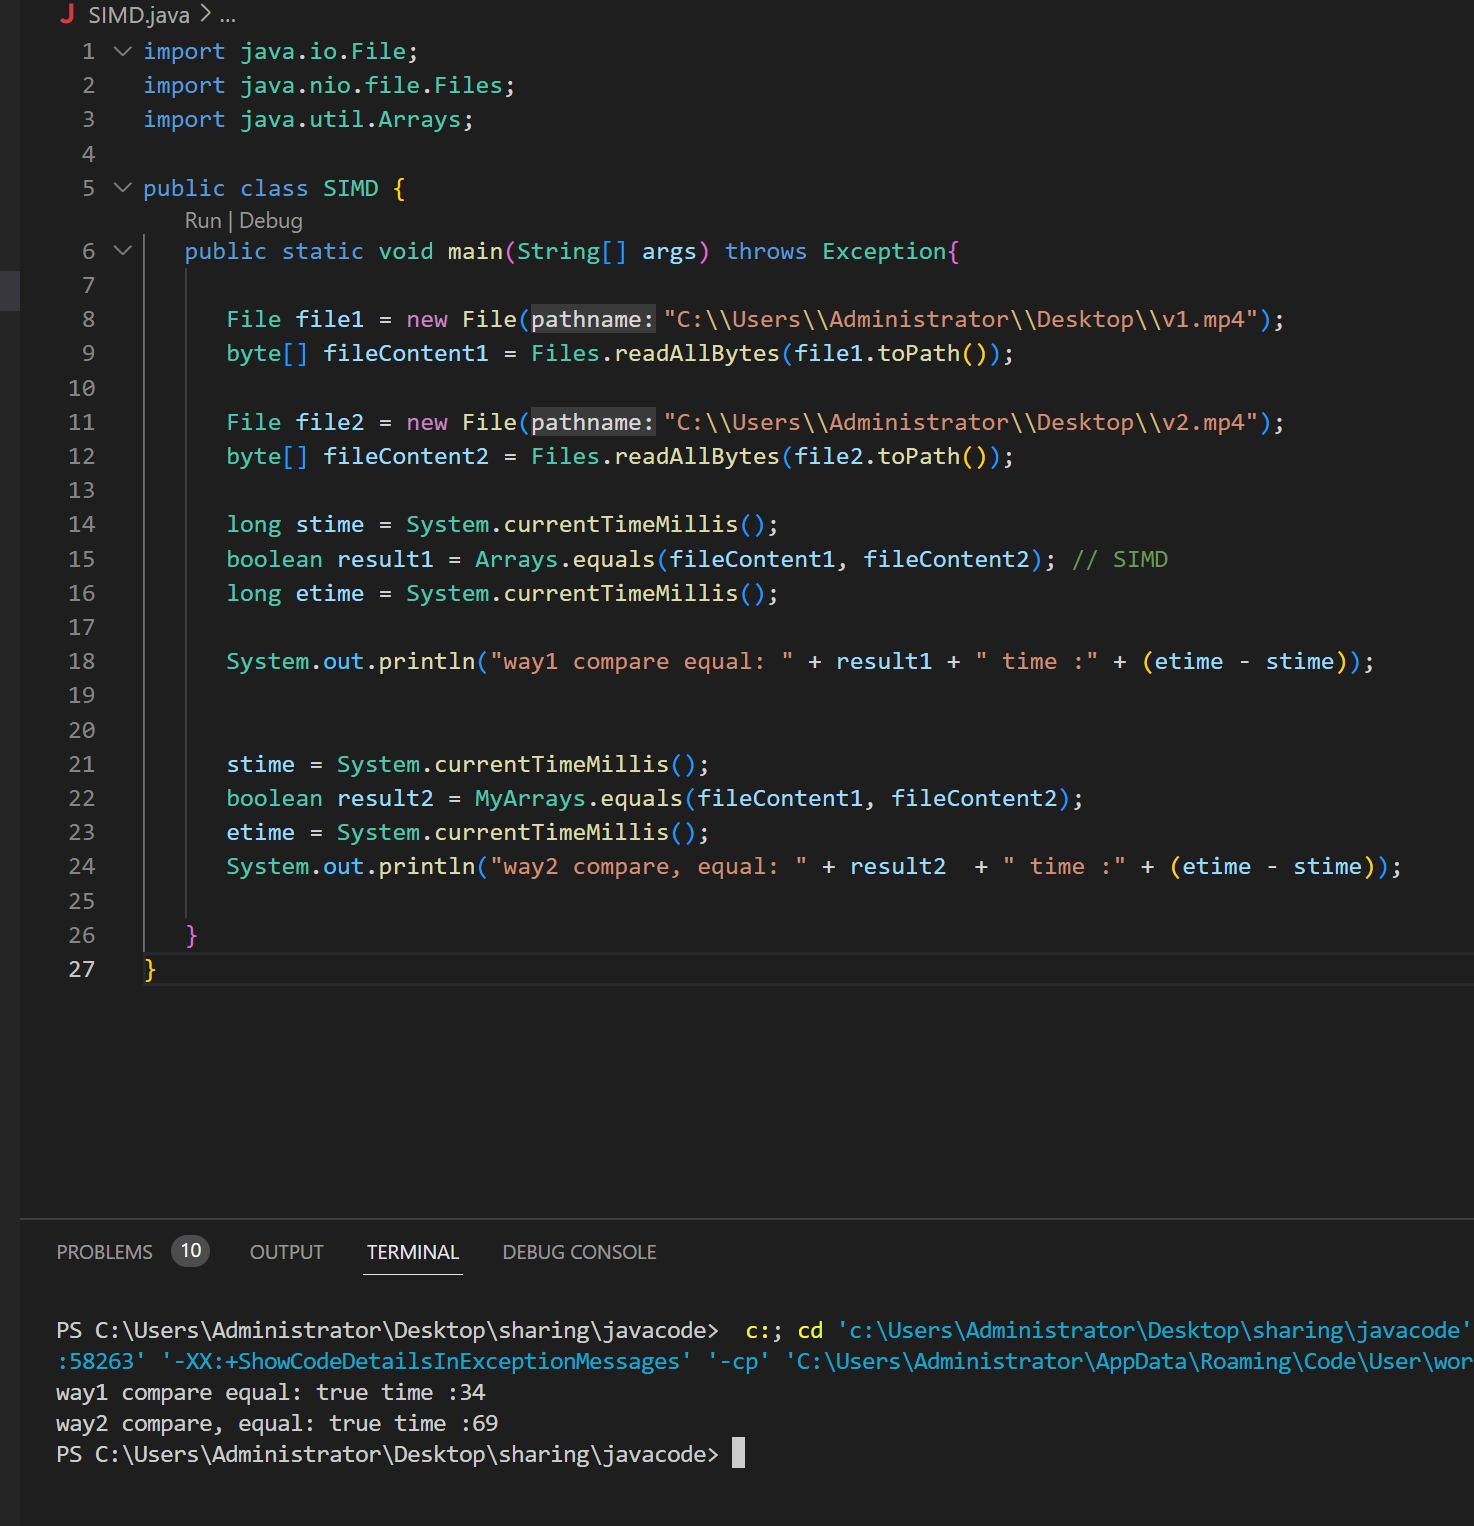 SIMD.java > ...
1 import java.io.File;
2 import java.nio.file.Files;
3 import java.util.Arrays;
4
5 public class SIMD {
Run | Debug
6 public static void main(String[] args) throws Exception{
7
8 File file1 = new File(pathname: "C:\\Users\\Administrator\\Desktop\\v1.mp4");
9 byte[] fileContent1 = Files.readAllBytes(file1.toPath());
10
11 File file2 = new File(pathname: "C:\\Users\\Administrator\\Desktop\\v2.mp4");
12 byte[] fileContent2 = Files.readAllBytes(file2.toPath());
13
14 long stime = System.currentTimeMillis();
15 boolean result1 = Arrays.equals(fileContent1, fileContent2); // SIMD
16 long etime = System.currentTimeMillis();
17
18 System.out.println("way1 compare equal: " + result1 + " time :" + (etime - stime));
19
20
21 stime = System.currentTimeMillis();
22 boolean result2 = MyArrays.equals(fileContent1, fileContent2);
23 etime = System.currentTimeMillis();
24 System.out.println("way2 compare, equal: " + result2  + " time :" + (etime - stime));
25
26 }
27 }
PROBLEMS 10 OUTPUT TERMINAL DEBUG CONSOLE
PS C:\Users\Administrator\Desktop\sharing\javacode>  c:; cd 'c:\Users\Administrator\Desktop\sharing\javacode'
:58263' '-XX:+ShowCodeDetailsInExceptionMessages' '-cp' 'C:\Users\Administrator\AppData\Roaming\Code\User\wor
way1 compare equal: true time :34
way2 compare, equal: true time :69
PS C:\Users\Administrator\Desktop\sharing\javacode>